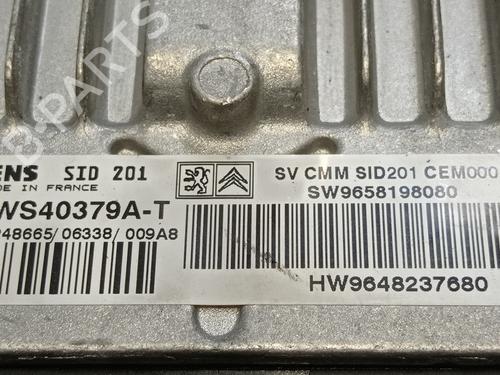 ENS SID 201
DE IN FRANCE
WS40379A-T
248665/06338/009A8
SV CMM SID201 CEM000
SW9658198080
HW9648237680
B-PARTS